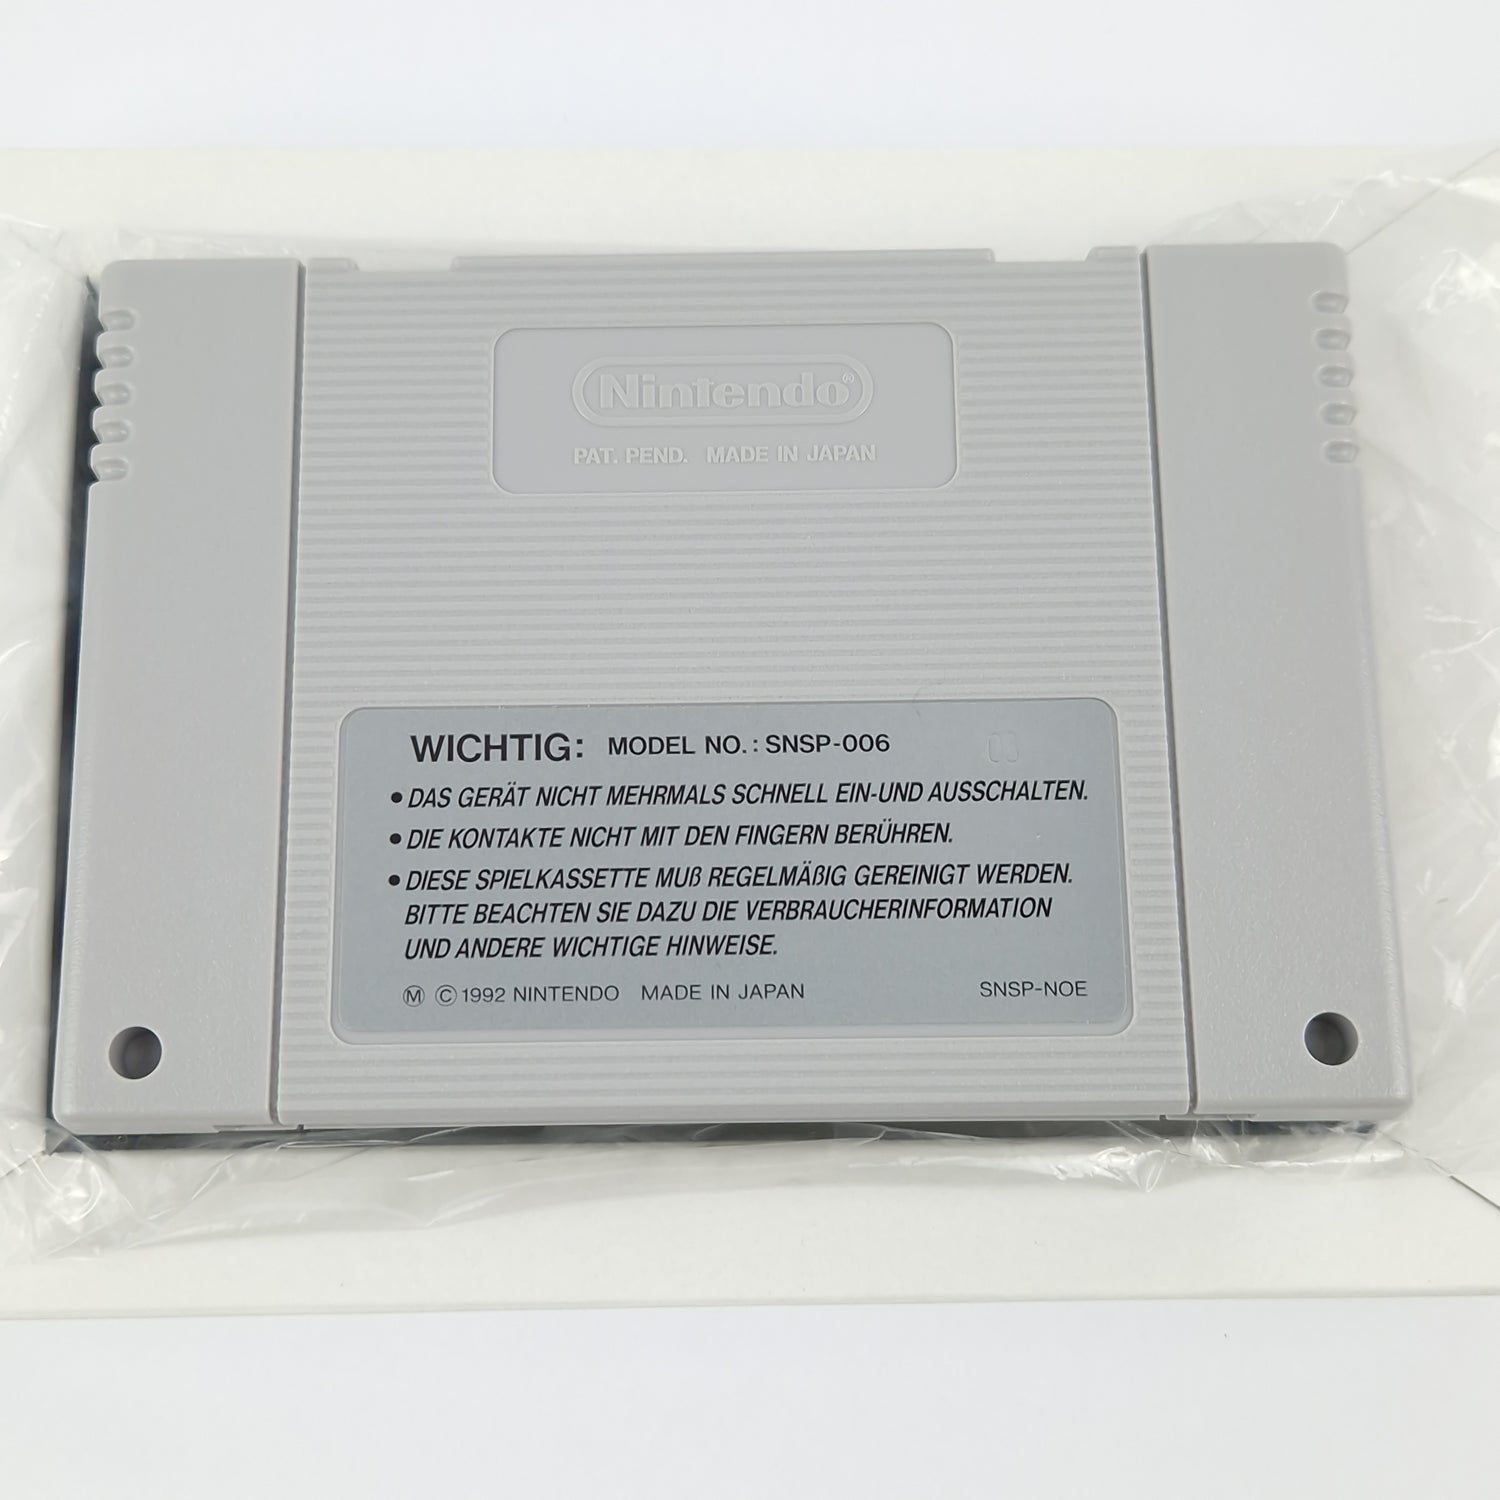 Nintendo®
PAT. PEND. MADE IN JAPAN
WICHTIG: MODEL NO.: SNSP-006
• DAS GERÄT NICHT MEHRMALS SCHNELL EIN-UND AUSSCHALTEN.
• DIE KONTAKTE NICHT MIT DEN FINGERN BERÜHREN.
• DIESE SPIELKASSETTE MUß REGELMÄßIG GEREINIGT WERDEN.
BITTE BEACHTEN SIE DAZU DIE VERBRAUCHERINFORMATION
UND ANDERE WICHTIGE HINWEISE.
Ⓜ © 1992 NINTENDO MADE IN JAPAN SNSP-NOE